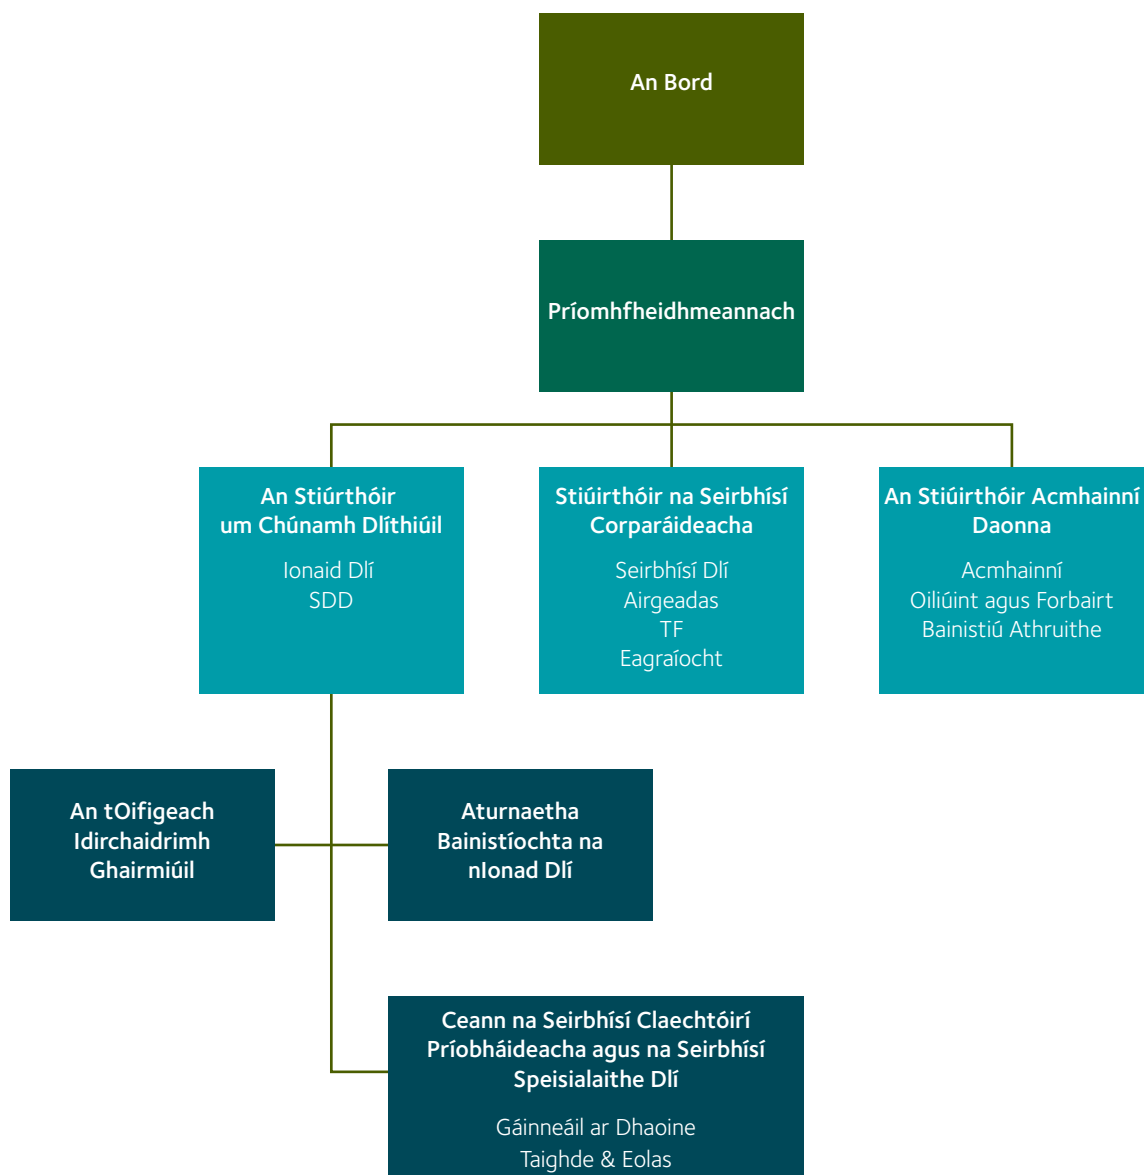 An Bord
Príomhfheidhmeannach
An Stiúrthóir
um Chúnamh Dlíthiúil
Ionaid Dlí
SDD
Stiúirthóir na Seirbhísí
Corparáideacha
Seirbhísí Dlí
Airgeadas
TF
Eagraíocht
An Stiúirthóir Acmhainní
Daonna
Acmhainní
Oiliúint agus Forbairt
Bainistiú Athruithe
An tOifigeach
Idirchaidrimh
Ghairmiúil
Aturnaetha
Bainistíochta na
nIonad Dlí
Ceann na Seirbhísí Claechtóirí
Príobháideacha agus na Seirbhísí
Speisialaithe Dlí
Gáinneáil ar Dhaoine
Taighde & Eolas